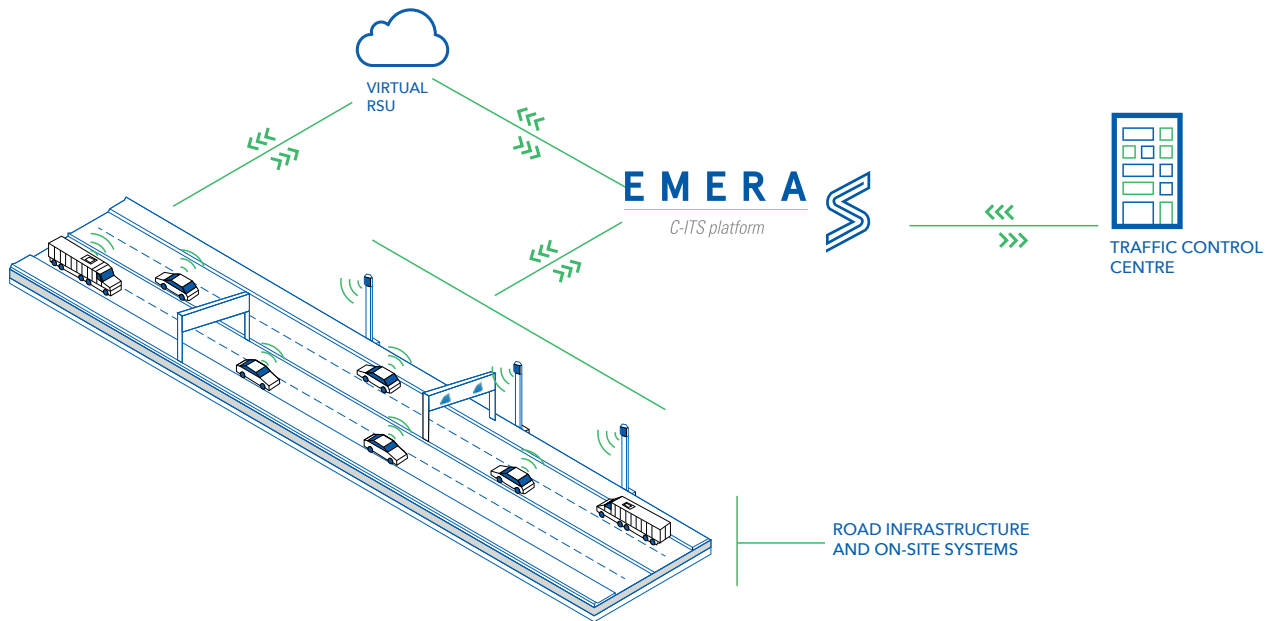 VIRTUAL
RSU
EMERA
C-ITS platform
TRAFFIC CONTROL
CENTRE
ROAD INFRASTRUCTURE
AND ON-SITE SYSTEMS